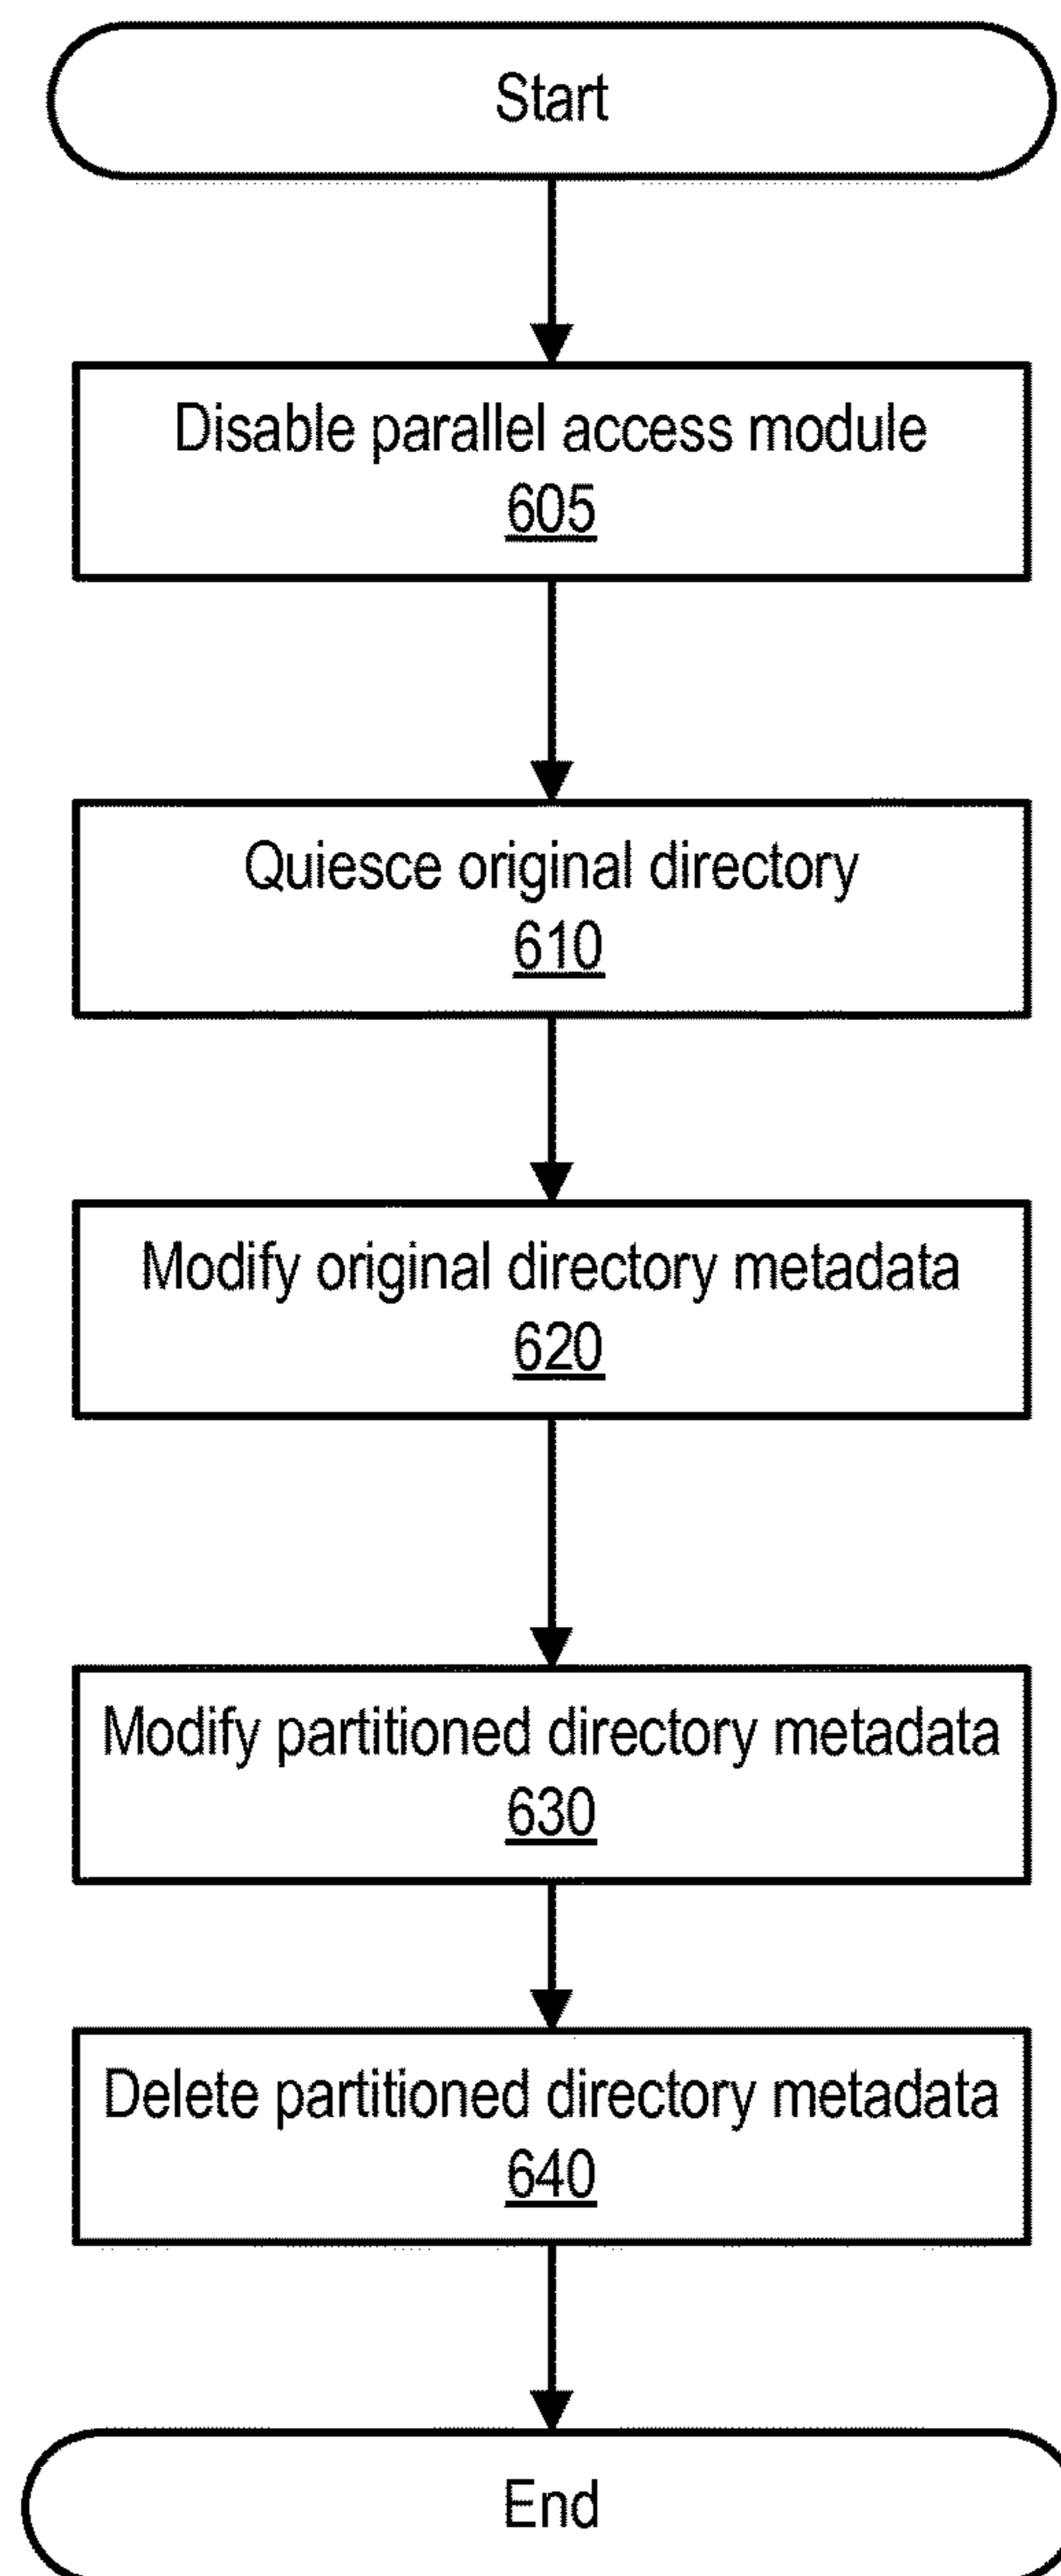 Start
Disable parallel access module
605
Quiesce original directory
610
Modify original directory metadata
620
Modify partitioned directory metadata
630
Delete partitioned directory metadata
640
End